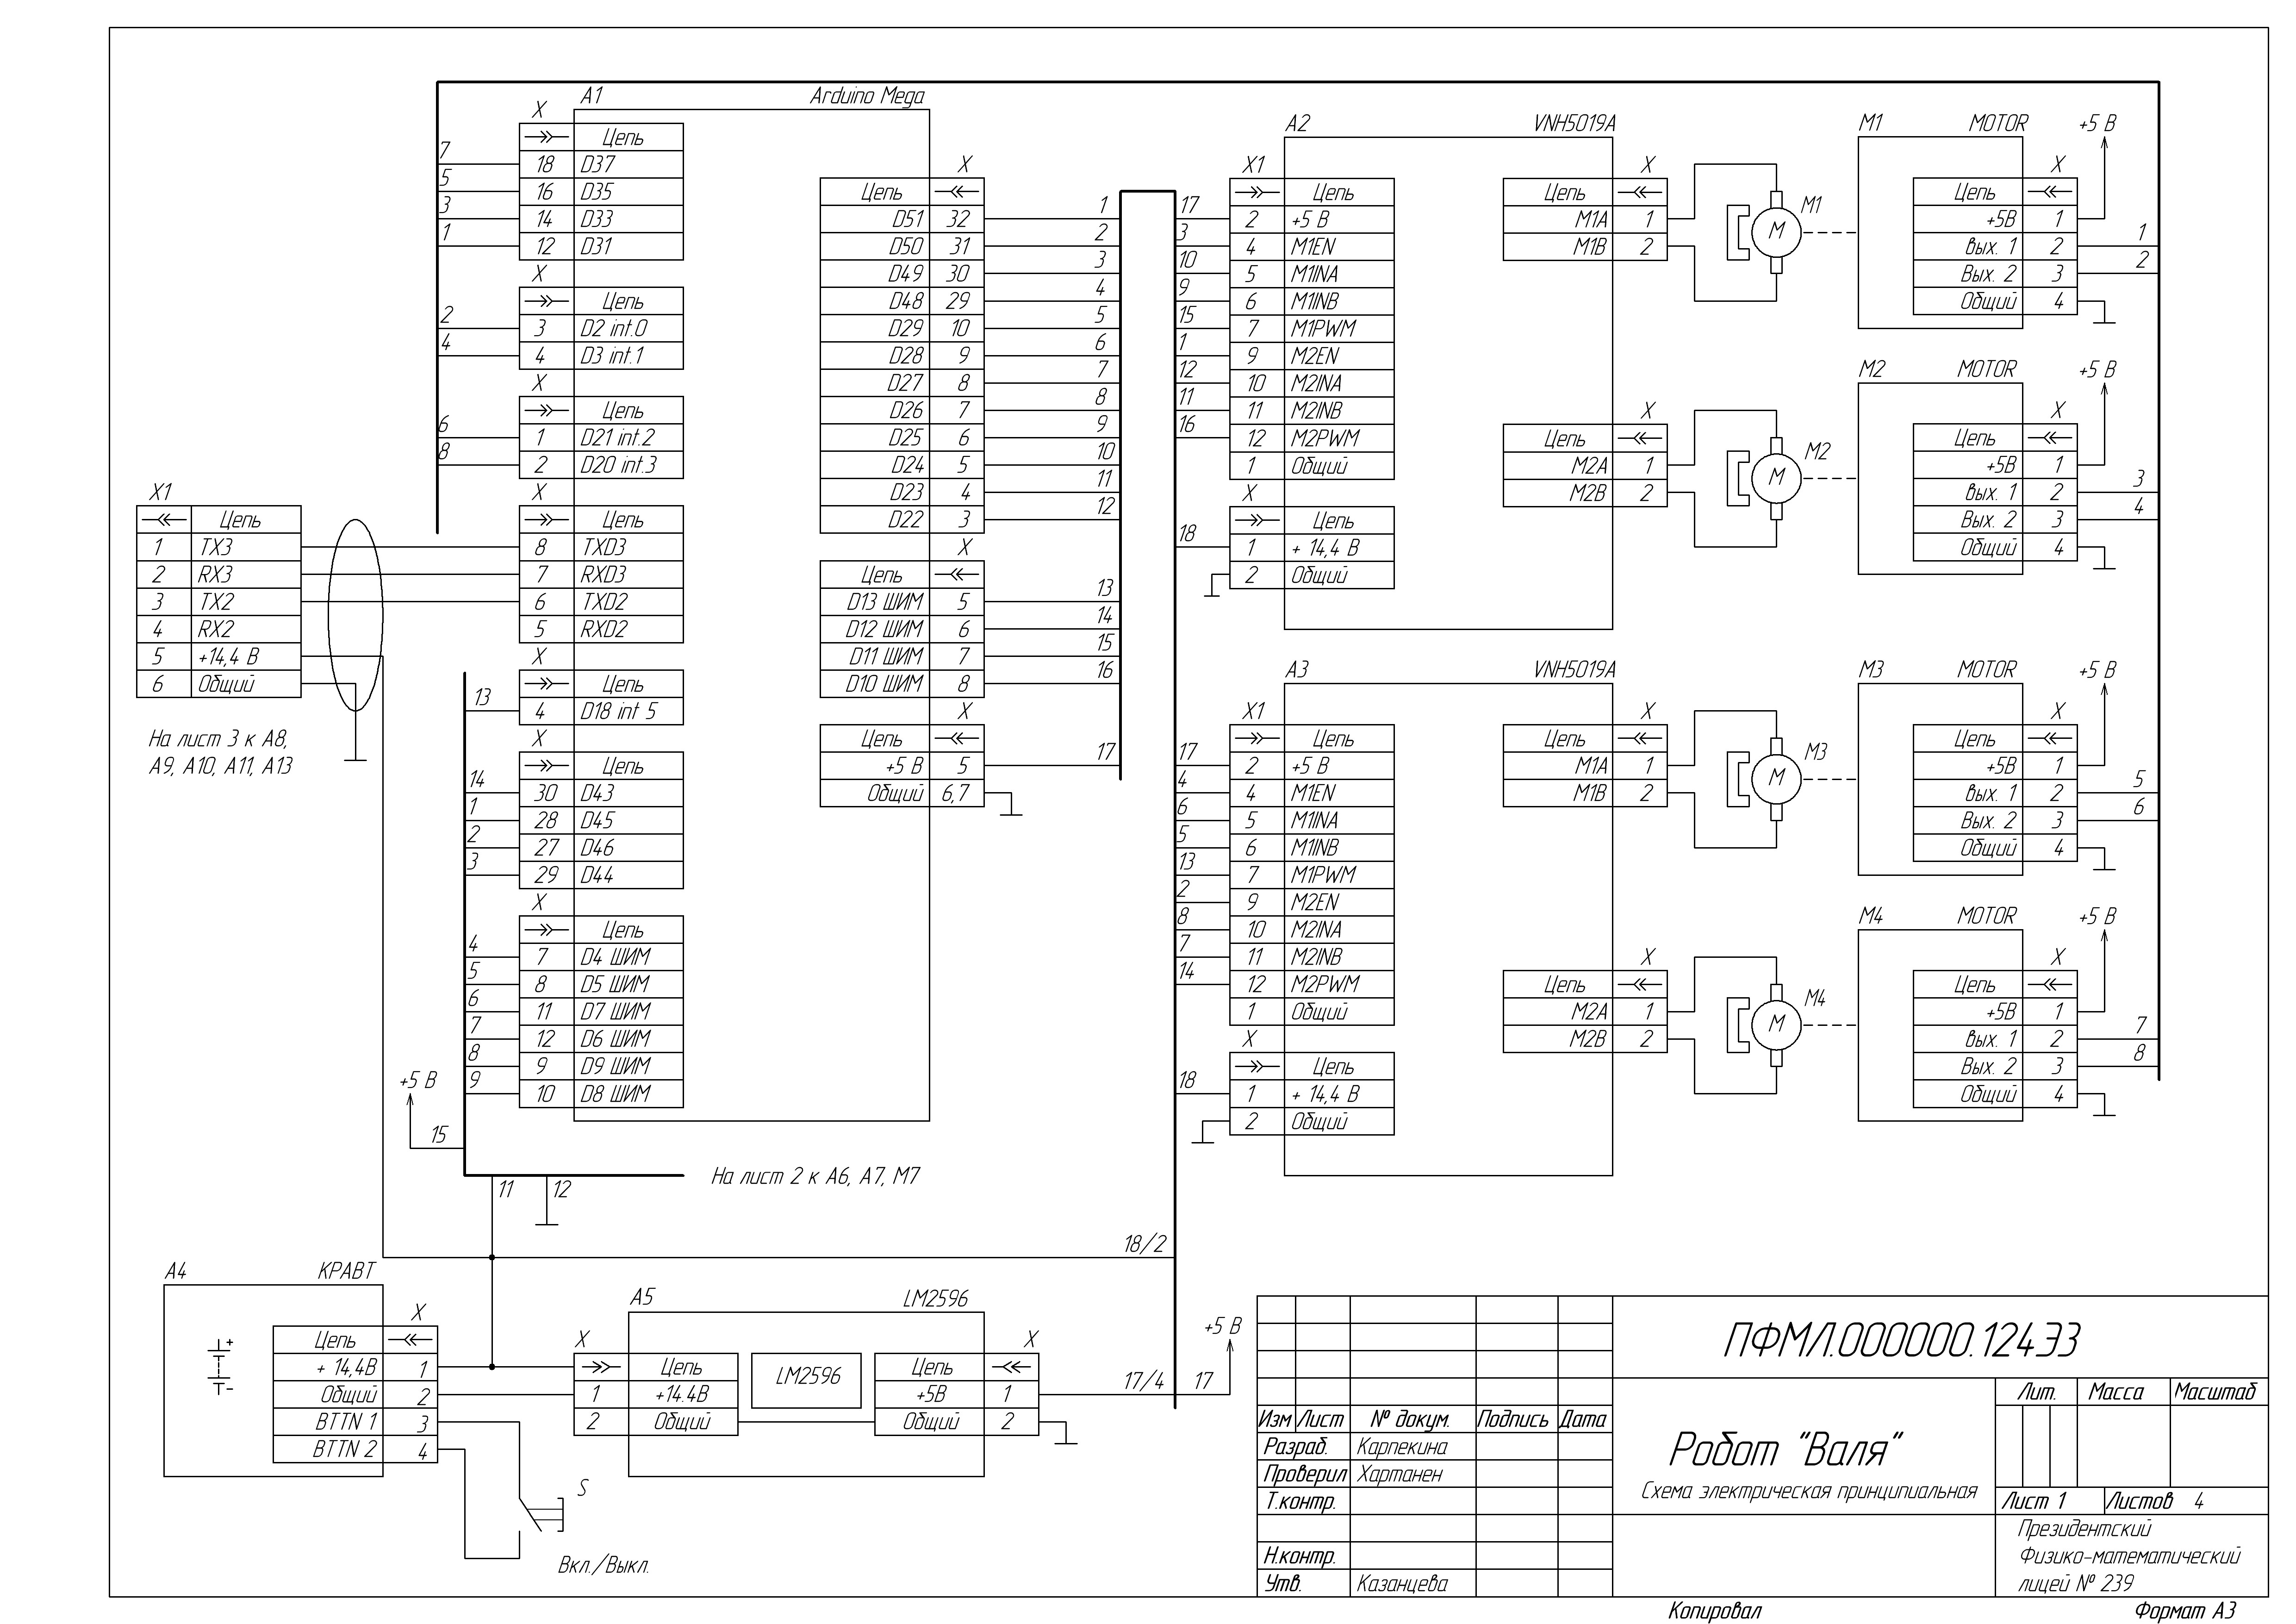 A1 Arduino Mega
X
Цепь
7 18 D37
5 16 D35
3 14 D33
1 12 D31
X
Цепь
2 3 D2 int.0
4 4 D3 int.1
X
Цепь
6 1 D21 int.2
8 2 D20 int.3
X
Цепь
8 TXD3
7 RXD3
6 TXD2
5 RXD2
X
Цепь
13 4 D18 int 5
X
Цепь
14 30 D43
1 28 D45
2 27 D46
3 29 D44
X
Цепь
4 7 D4 ШИМ
5 8 D5 ШИМ
6 11 D7 ШИМ
7 12 D6 ШИМ
8 9 D9 ШИМ
9 10 D8 ШИМ
+5 В
15
11 12
На лист 2 к А6, А7, М7
X1
Цепь
1 TX3
2 RX3
3 TX2
4 RX2
5 +14,4 В
6 Общий
На лист 3 к А8,
А9, А10, А11, А13
X
Цепь
D51 32 1
D50 31 2
D49 30 3
D48 29 4
D29 10 5
D28 9 6
D27 8 7
D26 7 8
D25 6 9
D24 5 10
D23 4 11
D22 3 12
X
Цепь
D13 ШИМ 5 13
D12 ШИМ 6 14
D11 ШИМ 7 15
D10 ШИМ 8 16
X
Цепь
+5 В 5 17
Общий 6,7
A2 VNH5019A
X1
Цепь
17 2 +5 В
3 4 M1EN
10 5 M1INA
9 6 M1INB
15 7 M1PWM
1 9 M2EN
12 10 M2INA
11 11 M2INB
16 12 M2PWM
1 Общий
X
Цепь
18 1 + 14,4 В
2 Общий
X
Цепь
M1A 1
M1B 2
X
Цепь
M2A 1
M2B 2
M M1
M M2
A3 VNH5019A
X1
Цепь
17 2 +5 В
4 4 M1EN
6 5 M1INA
5 6 M1INB
13 7 M1PWM
2 9 M2EN
8 10 M2INA
7 11 M2INB
14 12 M2PWM
1 Общий
X
Цепь
18 1 + 14,4 В
2 Общий
X
Цепь
M1A 1
M1B 2
X
Цепь
M2A 1
M2B 2
M M3
M M4
M1 MOTOR +5 В
X
Цепь
+5В 1
Вых. 1 2 1
Вых. 2 3 2
Общий 4
M2 MOTOR +5 В
X
Цепь
+5В 1
Вых. 1 2 3
Вых. 2 3 4
Общий 4
M3 MOTOR +5 В
X
Цепь
+5В 1
Вых. 1 2 5
Вых. 2 3 6
Общий 4
M4 MOTOR +5 В
X
Цепь
+5В 1
Вых. 1 2 7
Вых. 2 3 8
Общий 4
18/2
A4 КРАВТ
X
+
-
Цепь
+ 14,4В 1
Общий 2
BTTN 1 3
BTTN 2 4
S
Вкл./Выкл.
A5 LM2596
X
Цепь
1 +14.4В
2 Общий
LM2596
X
Цепь
+5В 1
Общий 2
17/4 17
+5 В
ПФМЛ.000000.124ЭЗ
Изм Лист № докум. Подпись Дата
Разраб. Карпекина
Проверил Хартанен
Т.контр.
Н.контр.
Утв. Казанцева
Робот "Валя"
Схема электрическая принципиальная
Лит. Масса Масштаб
Лист 1 Листов 4
Президентский
Физико-математический
лицей № 239
Копировал Формат А3